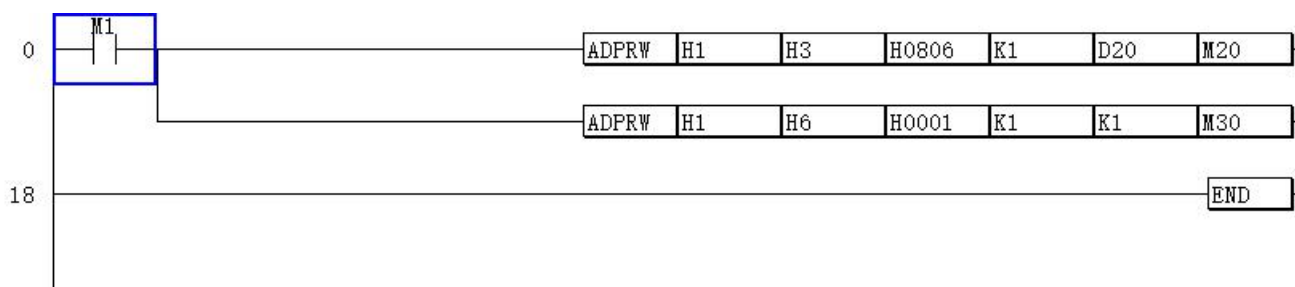 M1
0 ADPRW H1 H3 H0806 K1 D20 M20
ADPRW H1 H6 H0001 K1 K1 M30
18 END